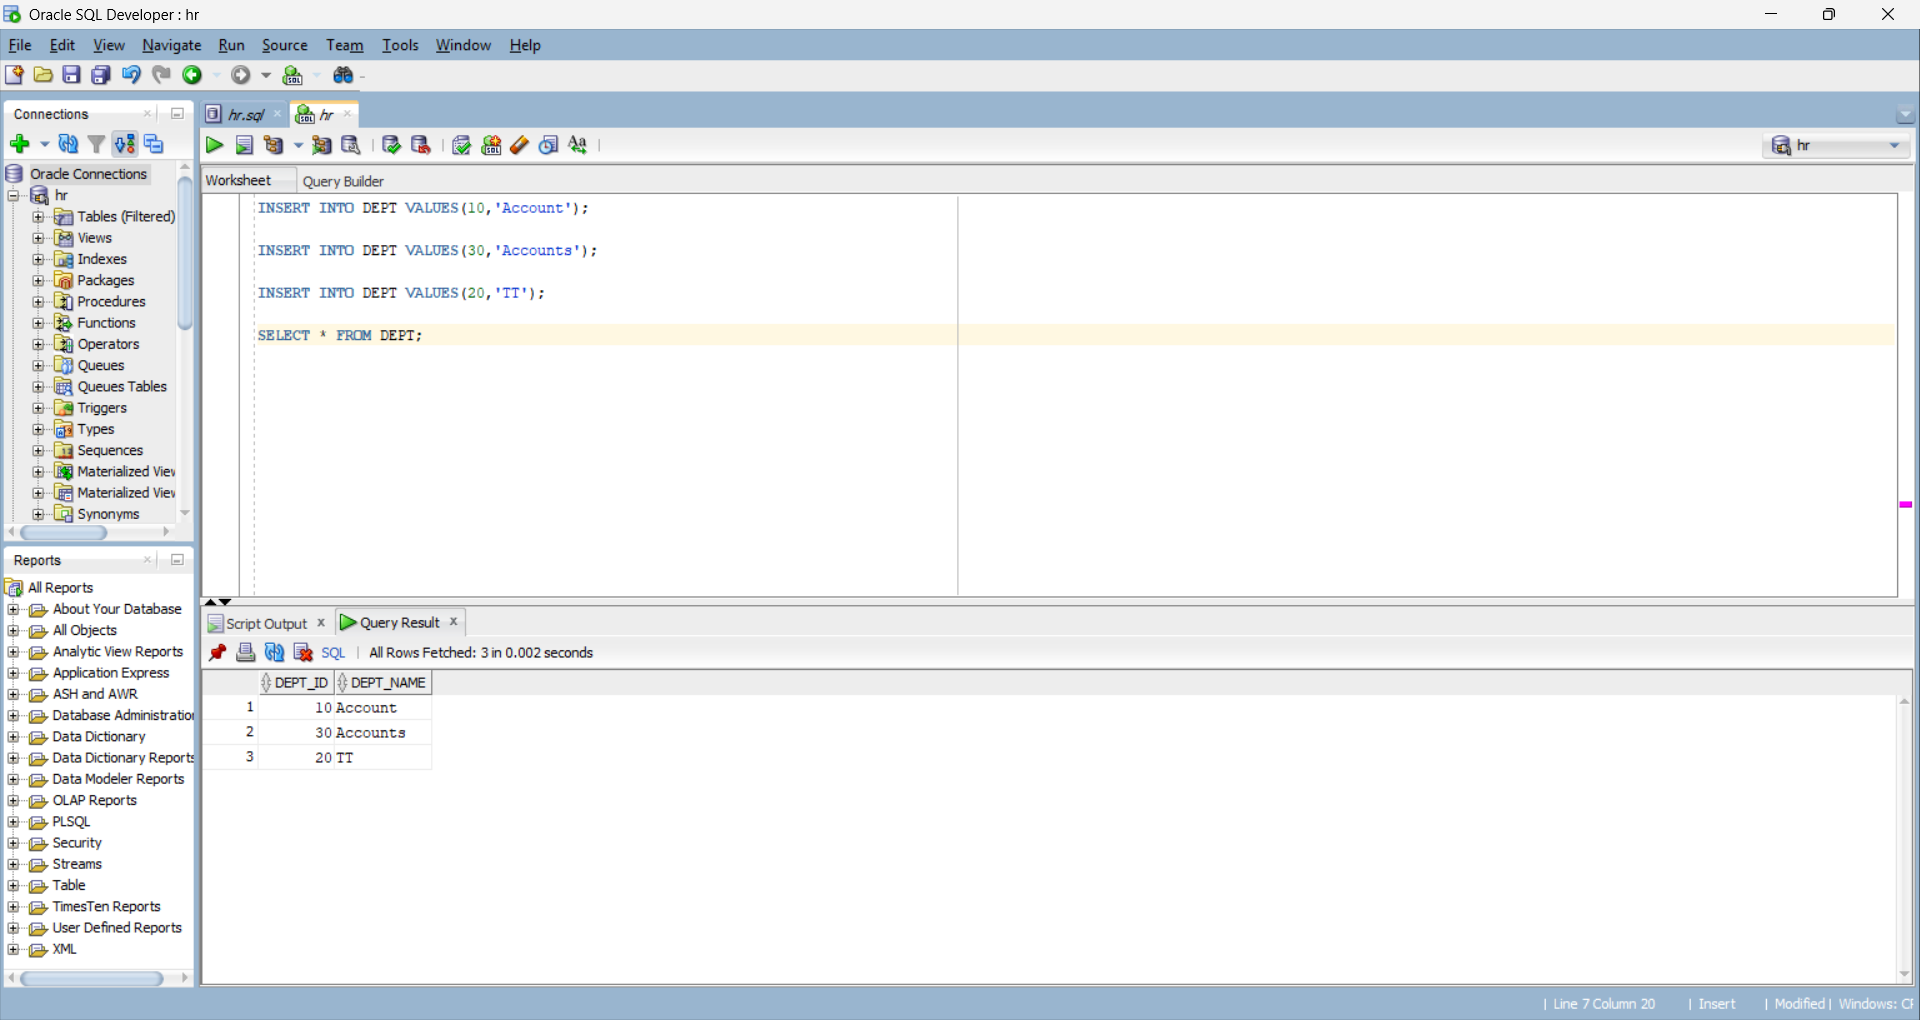 Oracle SQL Developer : hr
File Edit View Navigate Run Source Team Tools Window Help
Connections
hr.sql
hr
hr
Oracle Connections
hr
Tables (Filtered)
Views
Indexes
Packages
Procedures
Functions
Operators
Queues
Queues Tables
Triggers
Types
Sequences
Materialized View
Materialized View
Synonyms
Worksheet Query Builder
INSERT INTO DEPT VALUES(10,'Account');
INSERT INTO DEPT VALUES(30,'Accounts');
INSERT INTO DEPT VALUES(20,'TT');
SELECT * FROM DEPT;
Reports
All Reports
About Your Database
All Objects
Analytic View Reports
Application Express
ASH and AWR
Database Administration
Data Dictionary
Data Dictionary Reports
Data Modeler Reports
OLAP Reports
PLSQL
Security
Streams
Table
TimesTen Reports
User Defined Reports
XML
Script Output x Query Result x
SQL | All Rows Fetched: 3 in 0.002 seconds
DEPT_ID DEPT_NAME
1 10 Account
2 30 Accounts
3 20 TT
| Line 7 Column 20 | Insert | Modified | Windows: CR